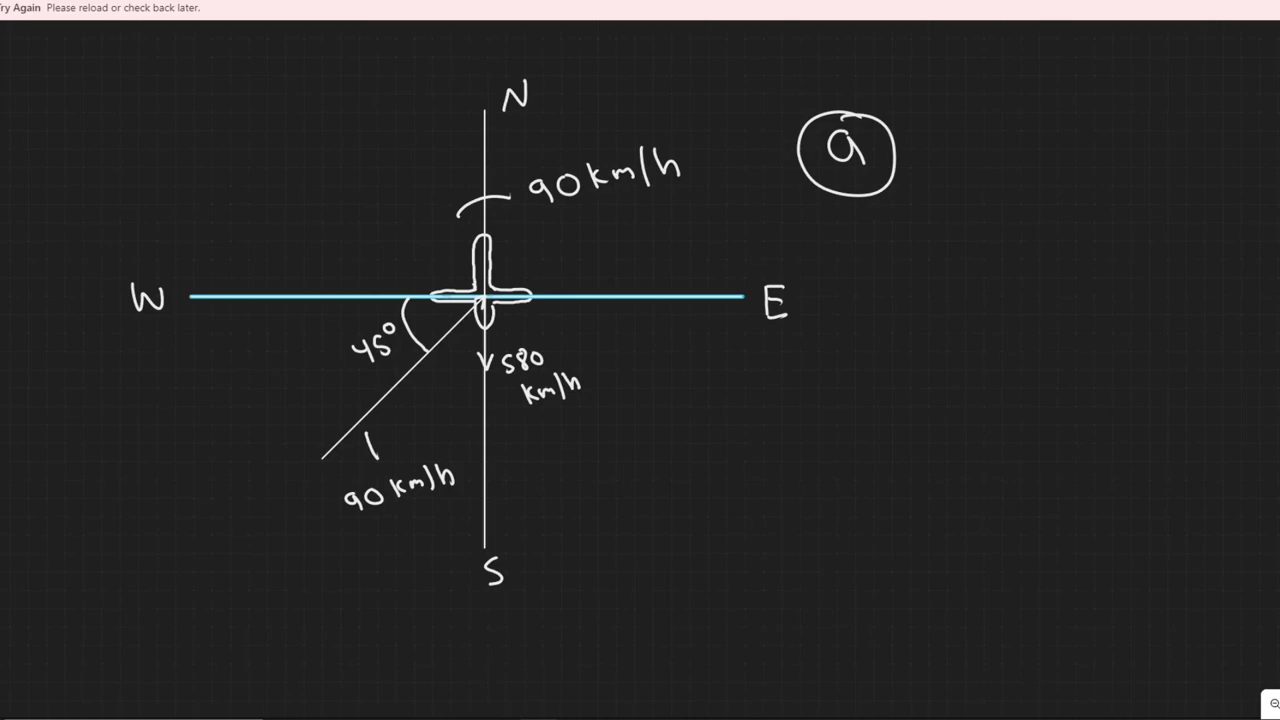 Try Again Please reload or check back later.
N
90 km/h
a
W
E
45°
580
km/h
90 km/h
S